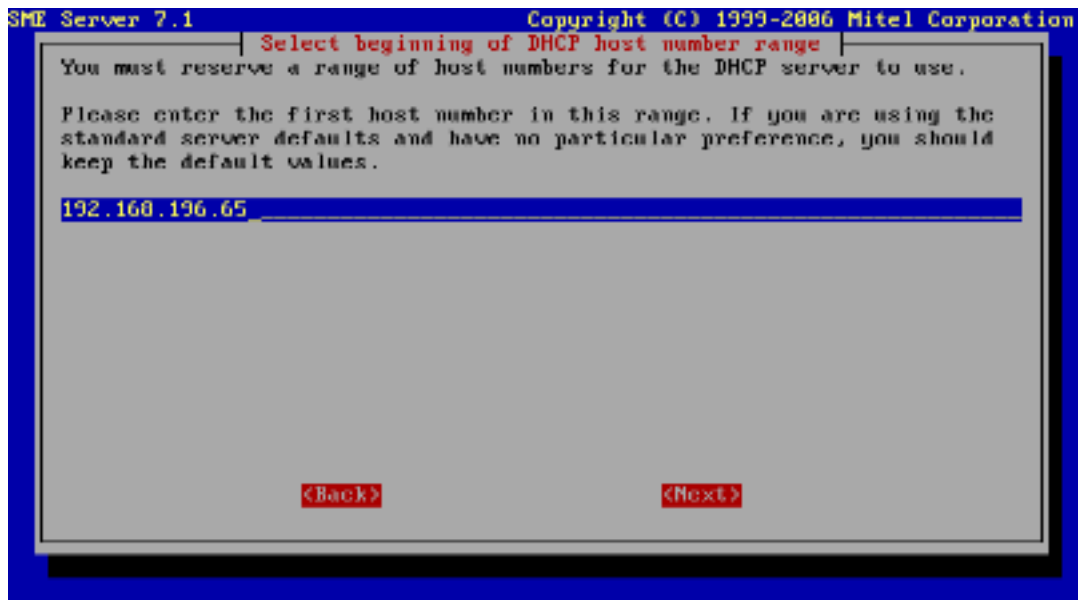 SME Server 7.1 Copyright (C) 1999-2006 Mitel Corporation
Select beginning of DHCP host number range
You must reserve a range of host numbers for the DHCP server to use.
Please enter the first host number in this range. If you are using the
standard server defaults and have no particular preference, you should
keep the default values.
192.168.196.65
<Back> <Next>